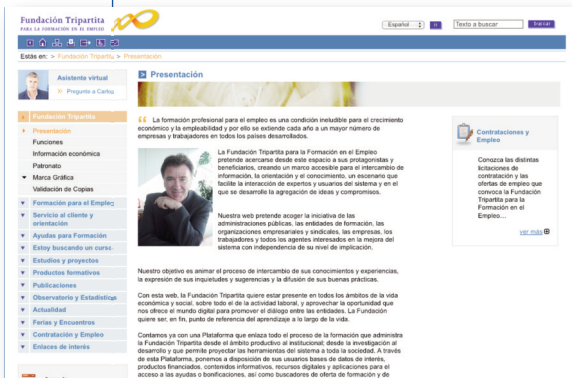 Fundación Tripartita
PARA LA FORMACIÓN EN EL EMPLEO
Español
Texto a buscar
buscar
Estás en: > Fundación Triparti > Presentación
Asistente virtual
Pregunte a Carlos
Fundación Tripartita
Presentación
Funciones
Información económica
Patronato
Marca Gráfica
Validación de Copias
Formación para el Empleo
Servicio al cliente y
orientación
Ayudas para Formación
Estoy buscando un curso
Estudios y proyectos
Productos formativos
Publicaciones
Observatorio y Estadísticas
Actualidad
Ferias y Encuentros
Contratación y Empleo
Enlaces de interés
Presentación
La formación profesional para el empleo es una condición ineludible para el crecimiento
económico y la empleabilidad y por ello se extiende cada año a un mayor número de
empresas y trabajadores en todos los países desarrollados.
La Fundación Tripartita para la Formación en el Empleo
pretende acercarse desde este espacio a sus protagonistas y
beneficiarios, creando un marco accesible para el intercambio de
información, la orientación y el conocimiento, un escenario que
facilite la interacción de expertos y usuarios del sistema y en el
que se desarrolle la agregación de ideas y compromisos.
Nuestra web pretende acoger la iniciativa de las
administraciones públicas, las entidades de formación, las
organizaciones empresariales y sindicales, las empresas, los
trabajadores y todos los agentes interesados en la mejora del
sistema con independencia de su nivel de implicación.
Nuestro objetivo es animar el proceso de intercambio de sus conocimientos y experiencias,
la expresión de sus inquietudes y sugerencias y la difusión de sus buenas prácticas.
Con esta web, la Fundación Tripartita quiere estar presente en todos los ámbitos de la vida
económica y social, sobre todo el de la actividad laboral, y aprovechar la oportunidad que
nos ofrece el mundo digital para promover el diálogo entre las entidades. La Fundación
quiere ser, en fin, punto de referencia del aprendizaje a lo largo de la vida.
Contamos ya con una Plataforma que enlaza todo el proceso de la formación que administra
la Fundación Tripartita desde el ámbito productivo al institucional; desde la investigación al
desarrollo y que permite proyectar las herramientas del sistema a toda la sociedad. A través
de esta Plataforma, ponemos a disposición de sus usuarios bases de datos de interés,
productos financiados, contenidos informativos, recursos digitales y aplicaciones para el
acceso a las ayudas o bonificaciones, así como buscadores de oferta de formación y de
Contrataciones y
Empleo
Conozca las distintas
licitaciones de
contratación y las
ofertas de empleo que
convoca la Fundación
Tripartita para la
Formación en el
Empleo...
ver más